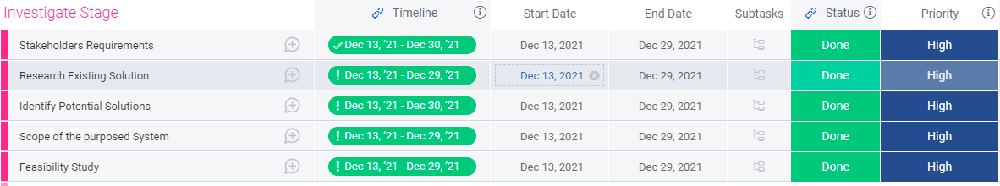 Investigate Stage Timeline Start Date End Date Subtasks Status Priority
Stakeholders Requirements Dec 13, '21 - Dec 30, '21 Dec 13, 2021 Dec 29, 2021 Done High
Research Existing Solution Dec 13, '21 - Dec 29, '21 Dec 13, 2021 Dec 29, 2021 Done High
Identify Potential Solutions Dec 13, '21 - Dec 30, '21 Dec 13, 2021 Dec 29, 2021 Done High
Scope of the purposed System Dec 13, '21 - Dec 29, '21 Dec 13, 2021 Dec 29, 2021 Done High
Feasibility Study Dec 13, '21 - Dec 29, '21 Dec 13, 2021 Dec 29, 2021 Done High